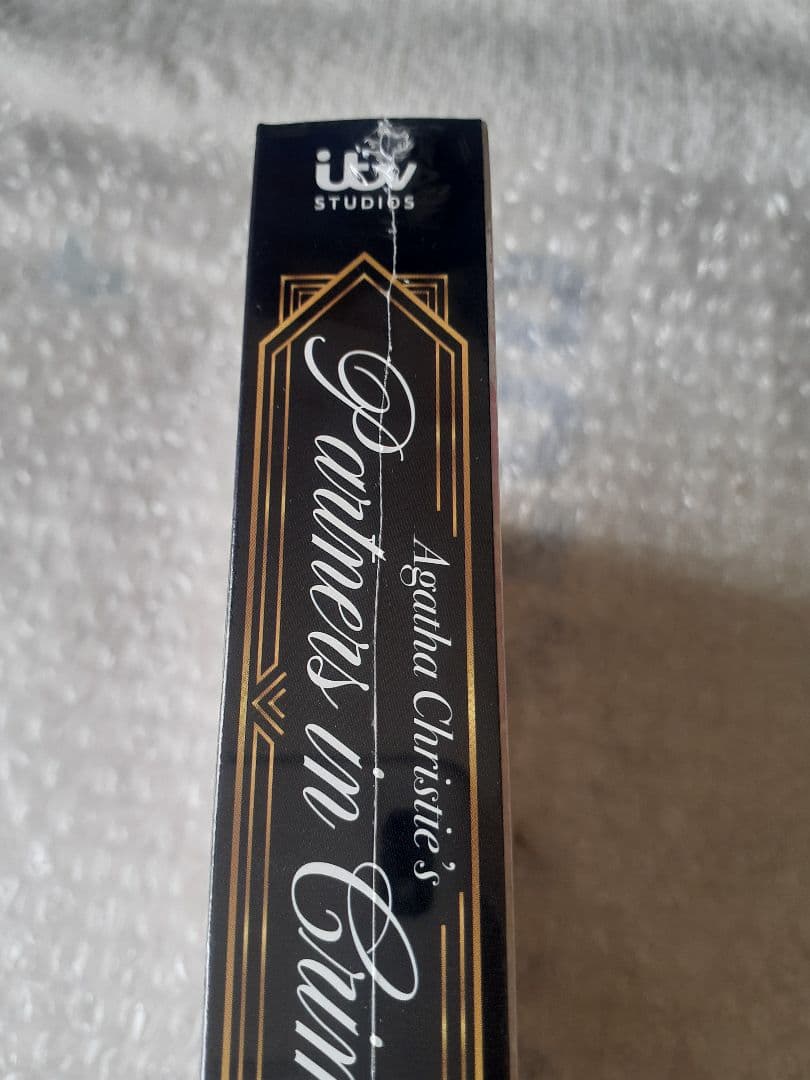 itv
STUDIOS
Agatha Christie's
Partners in Crim